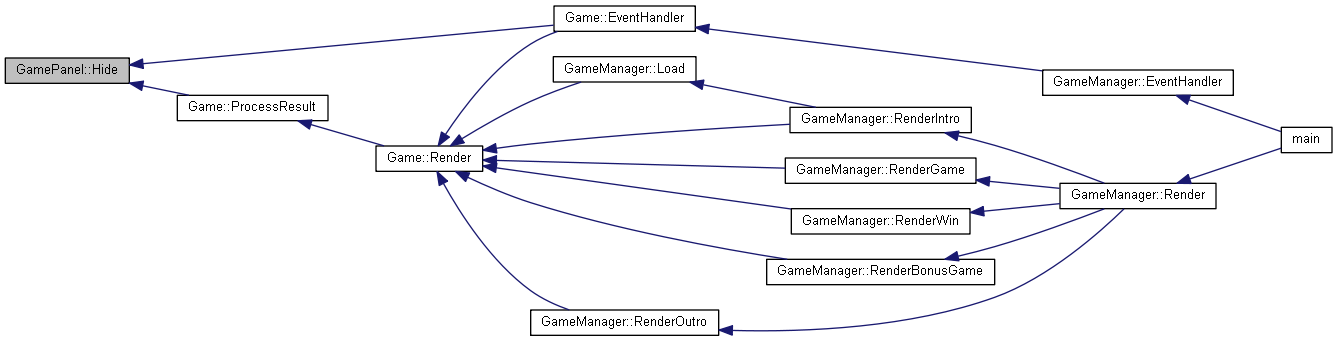 GamePanel::Hide
Game::EventHandler
GameManager::EventHandler
main
Game::ProcessResult
Game::Render
GameManager::Load
GameManager::RenderIntro
GameManager::Render
GameManager::RenderGame
GameManager::RenderWin
GameManager::RenderBonusGame
GameManager::RenderOutro